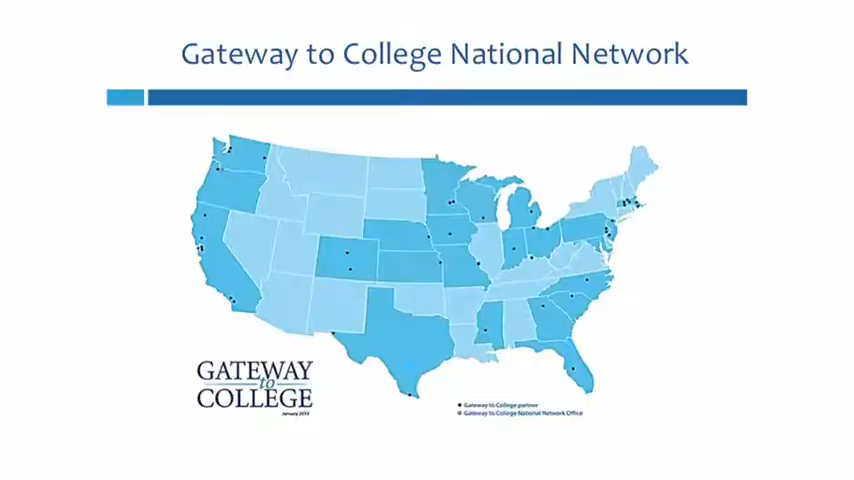 Gateway to College National Network
GATEWAY
to
COLLEGE
Gateway to College partner
Gateway to College National Network Office